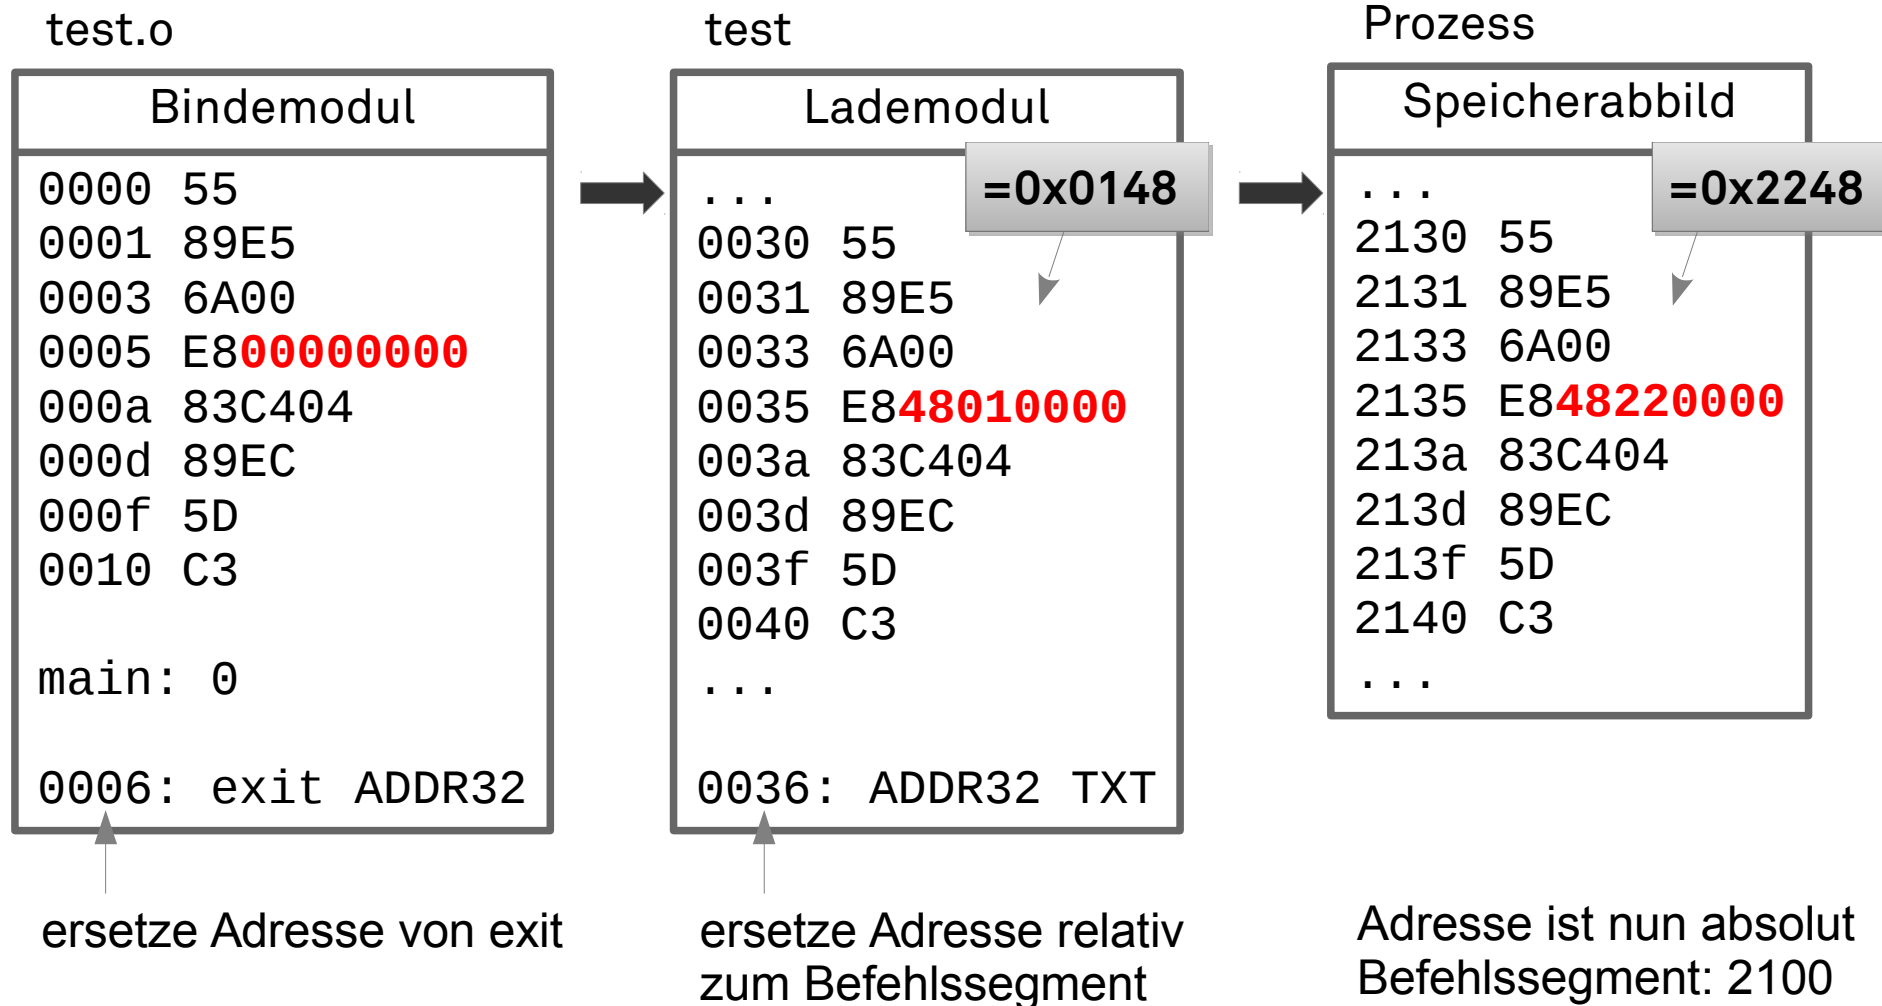 test.o
Bindemodul
0000 55
0001 89E5
0003 6A00
0005 E800000000
000a 83C404
000d 89EC
000f 5D
0010 C3
main: 0
0006: exit ADDR32
ersetze Adresse von exit
test
Lademodul
=0x0148
...
0030 55
0031 89E5
0033 6A00
0035 E848010000
003a 83C404
003d 89EC
003f 5D
0040 C3
...
0036: ADDR32 TXT
ersetze Adresse relativ
zum Befehlssegment
Prozess
Speicherabbild
=0x2248
...
2130 55
2131 89E5
2133 6A00
2135 E848220000
213a 83C404
213d 89EC
213f 5D
2140 C3
...
Adresse ist nun absolut
Befehlssegment: 2100